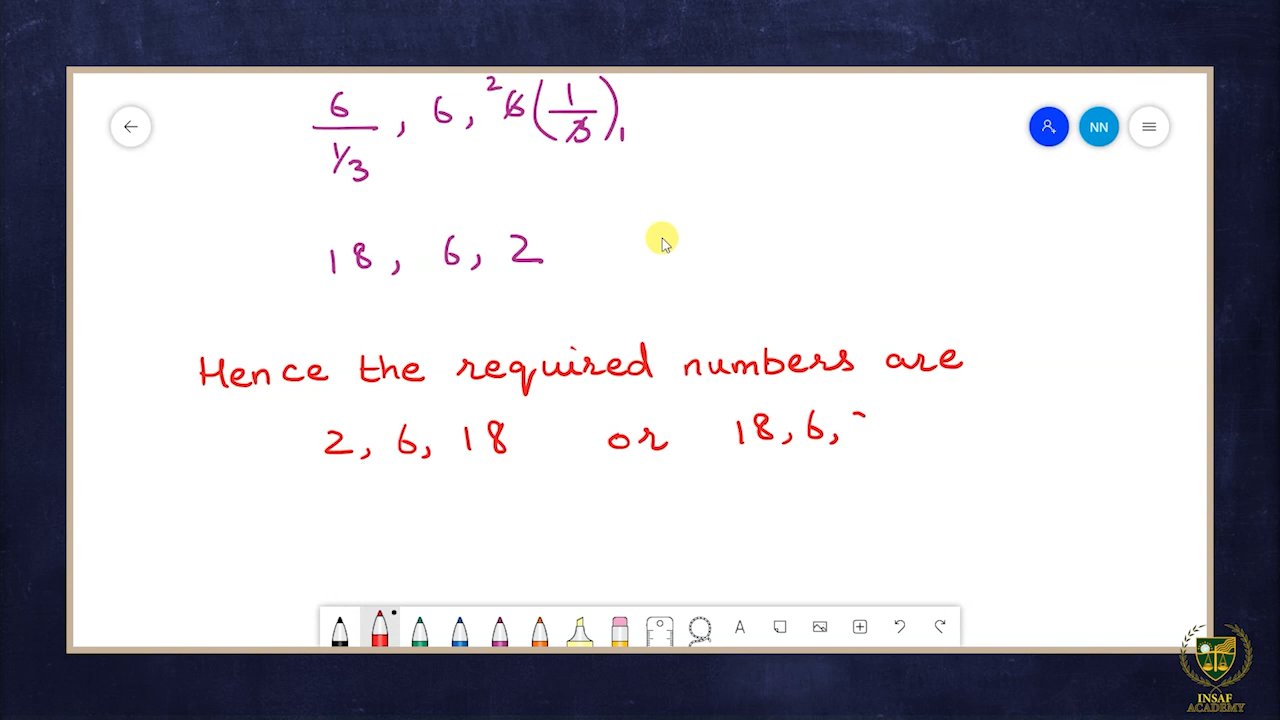 6/(1/3), 6, ²6(1/3)₁
18, 6, 2
Hence the required numbers are
2, 6, 18 or 18, 6,
NN
A
INSAF
ACADEMY